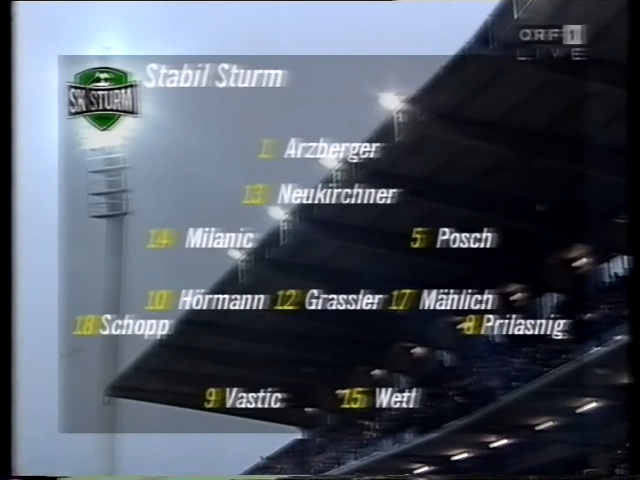 ORF 1
LIVE
SK STURM
Stabil Sturm
1 Arzberger
13 Neukirchner
14 Milanic 5 Posch
10 Hörmann 12 Grassler 17 Mählich
18 Schopp 8 Prilasnig
9 Vastic 15 Wetl